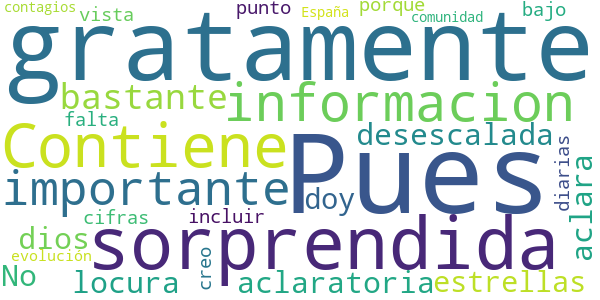 contagios vista punto España porque comunidad bajo
gratamente
bastante informacion
falta
Contiene Pues desescalada
importante doy diarias aclara
cifras incluir
dios sorprendida
evolución creo
No locura aclaratoria estrellas